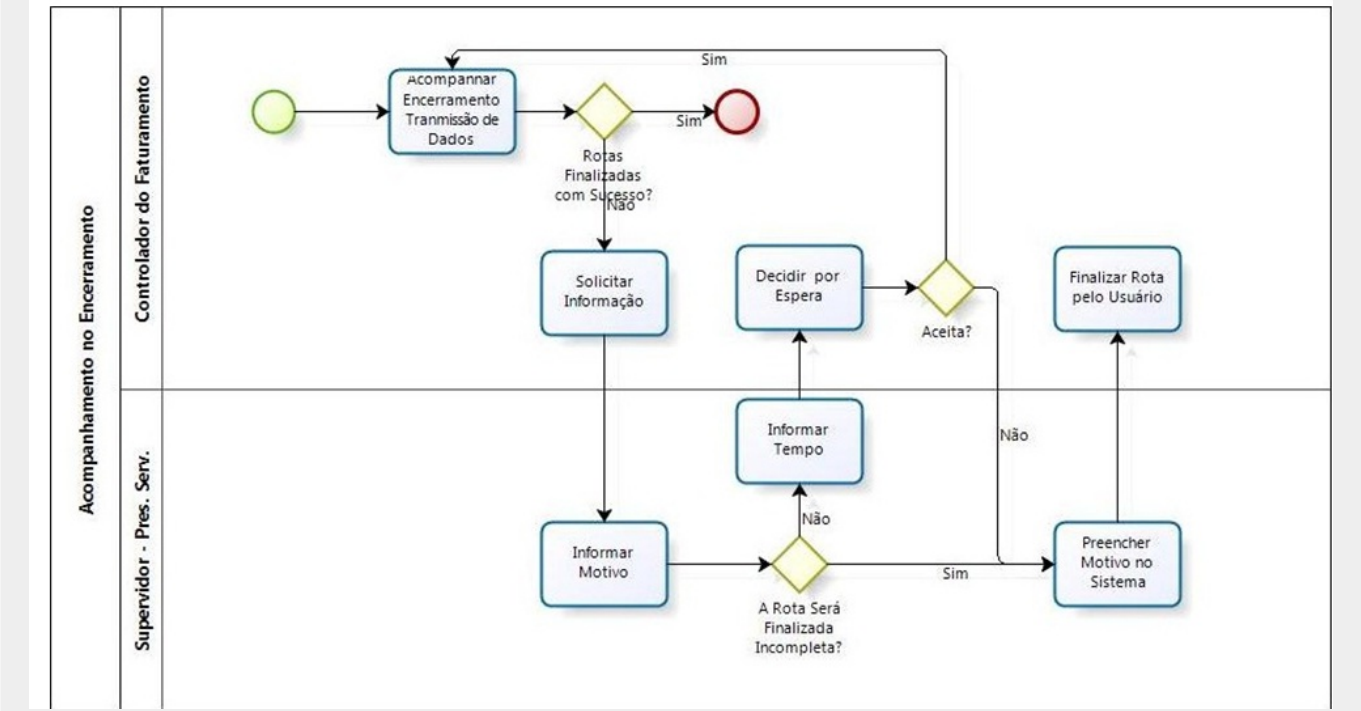 Acompanhamento no Encerramento
Controlador do Faturamento
Sim
Acompanhar
Encerramento
Tranmissão de
Dados
Sim
Rotas
Finalizadas
com Sucesso?
Não
Solicitar
Informação
Decidir por
Espera
Aceita?
Finalizar Rota
pelo Usuário
Supervidor - Pres. Serv.
Informar
Tempo
Não
Não
Informar
Motivo
Sim
A Rota Será
Finalizada
Incompleta?
Preencher
Motivo no
Sistema